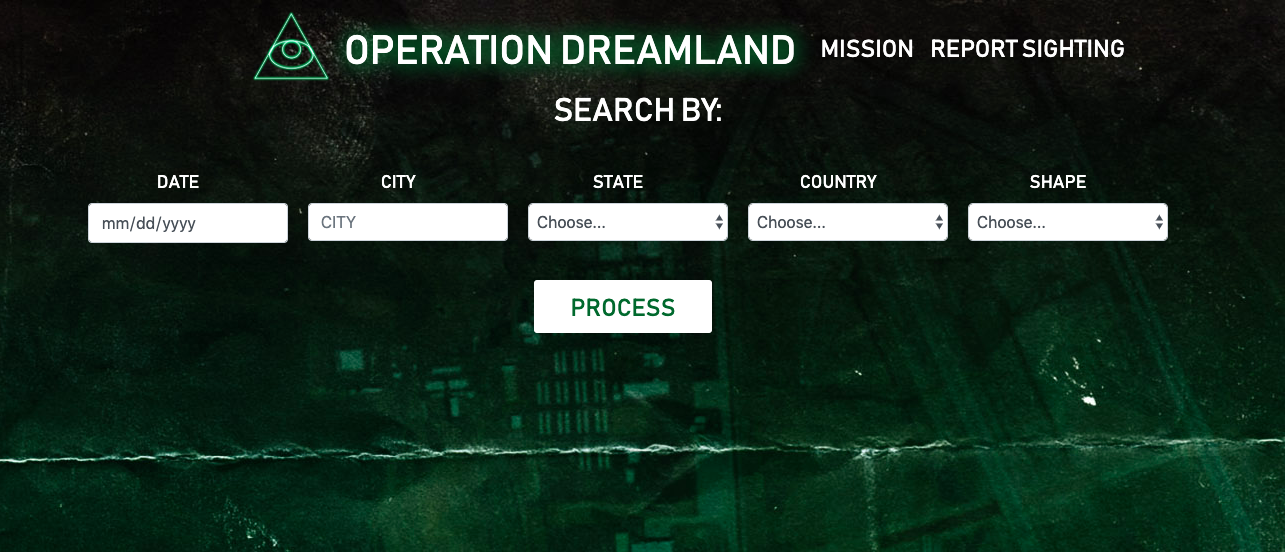 OPERATION DREAMLAND MISSION REPORT SIGHTING
SEARCH BY:
DATE CITY STATE COUNTRY SHAPE
mm/dd/yyyy CITY Choose... Choose... Choose...
PROCESS